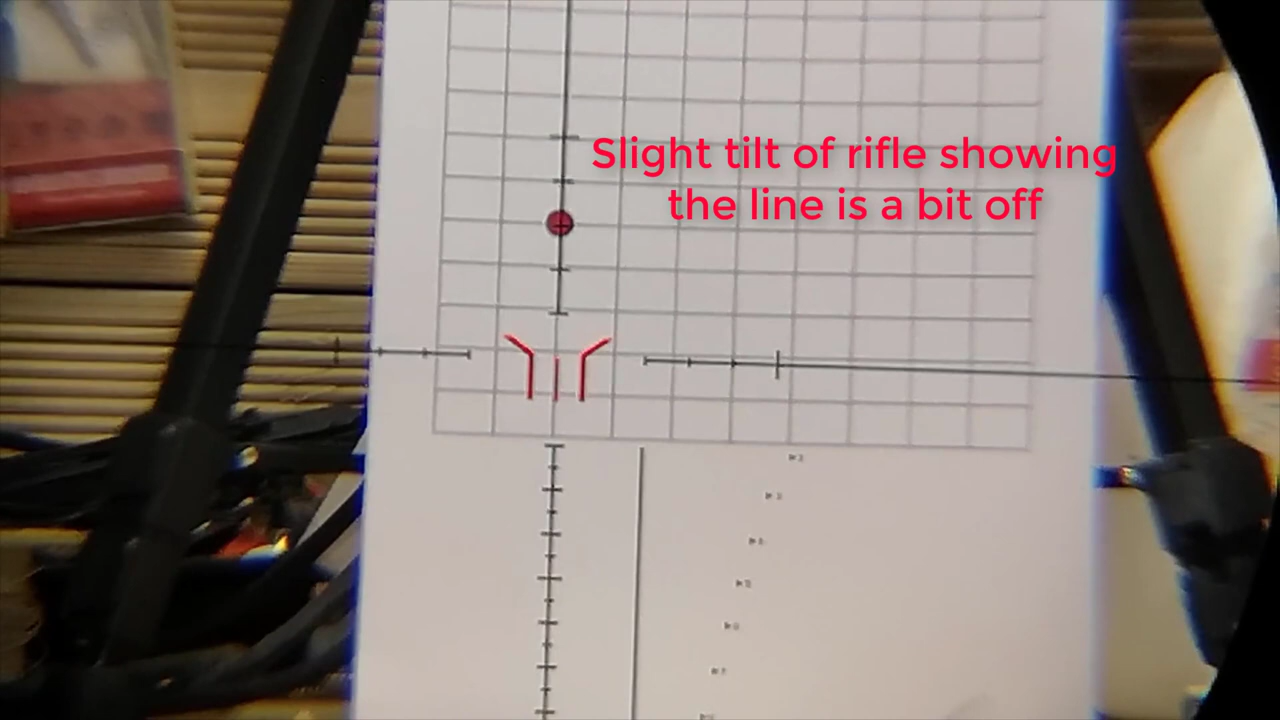 Slight tilt of rifle showing
the line is a bit off